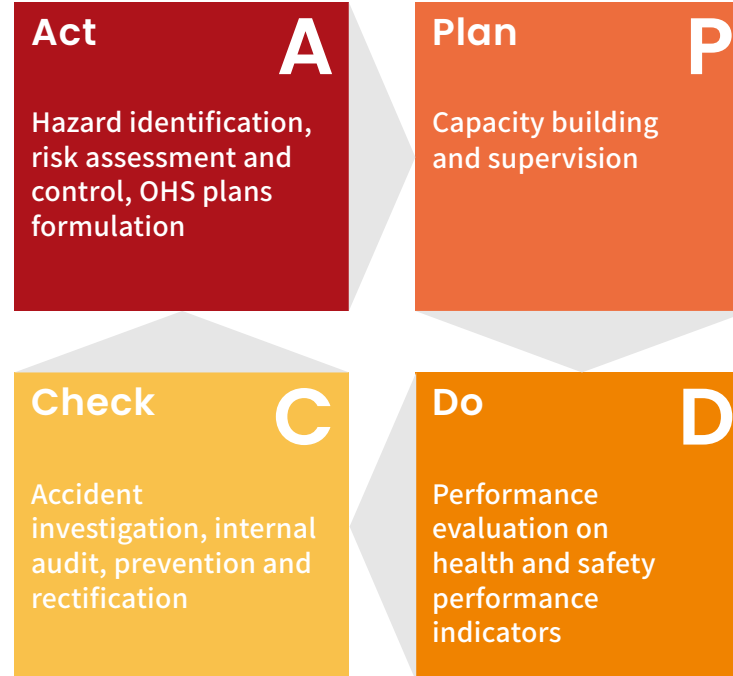 Act
A
Hazard identification,
risk assessment and
control, OHS plans
formulation
Plan
P
Capacity building
and supervision
Check
C
Accident
investigation, internal
audit, prevention and
rectification
Do
D
Performance
evaluation on
health and safety
performance
indicators